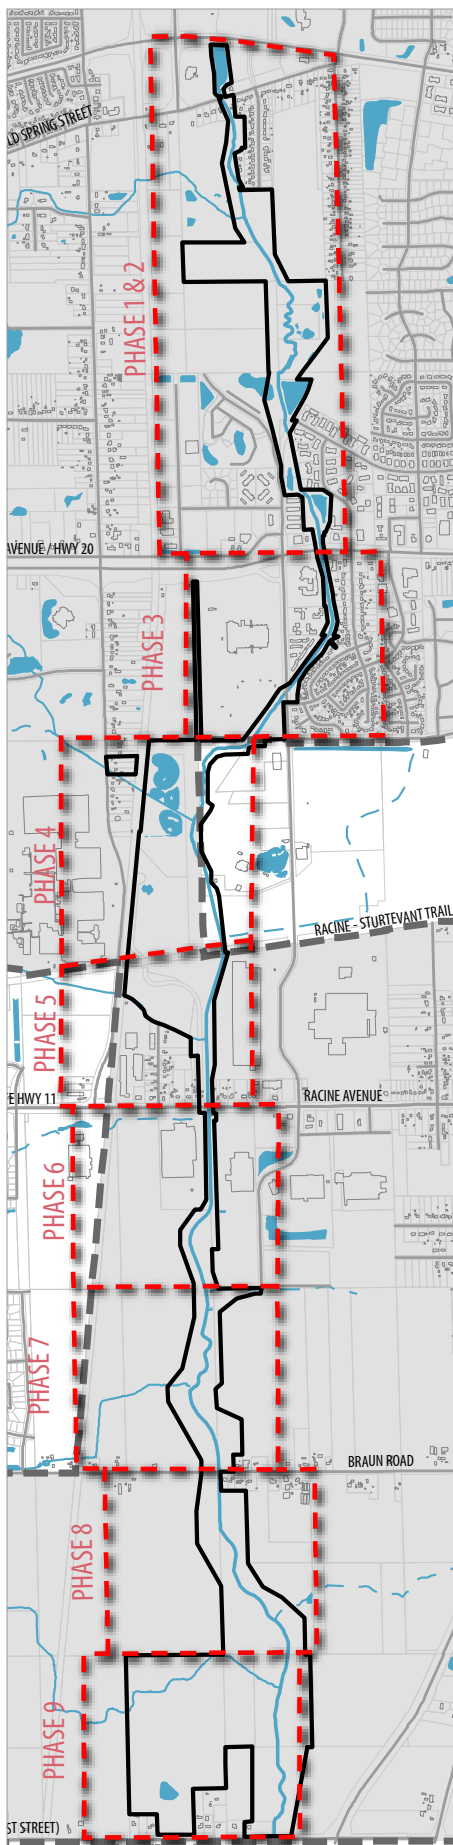 LD SPRING STREET
PHASE 1 & 2
AVENUE / HWY 20
PHASE 3
PHASE 4
RACINE - STURTEVANT TRAIL
PHASE 5
E HWY 11
RACINE AVENUE
PHASE 6
PHASE 7
BRAUN ROAD
PHASE 8
PHASE 9
ST STREET)